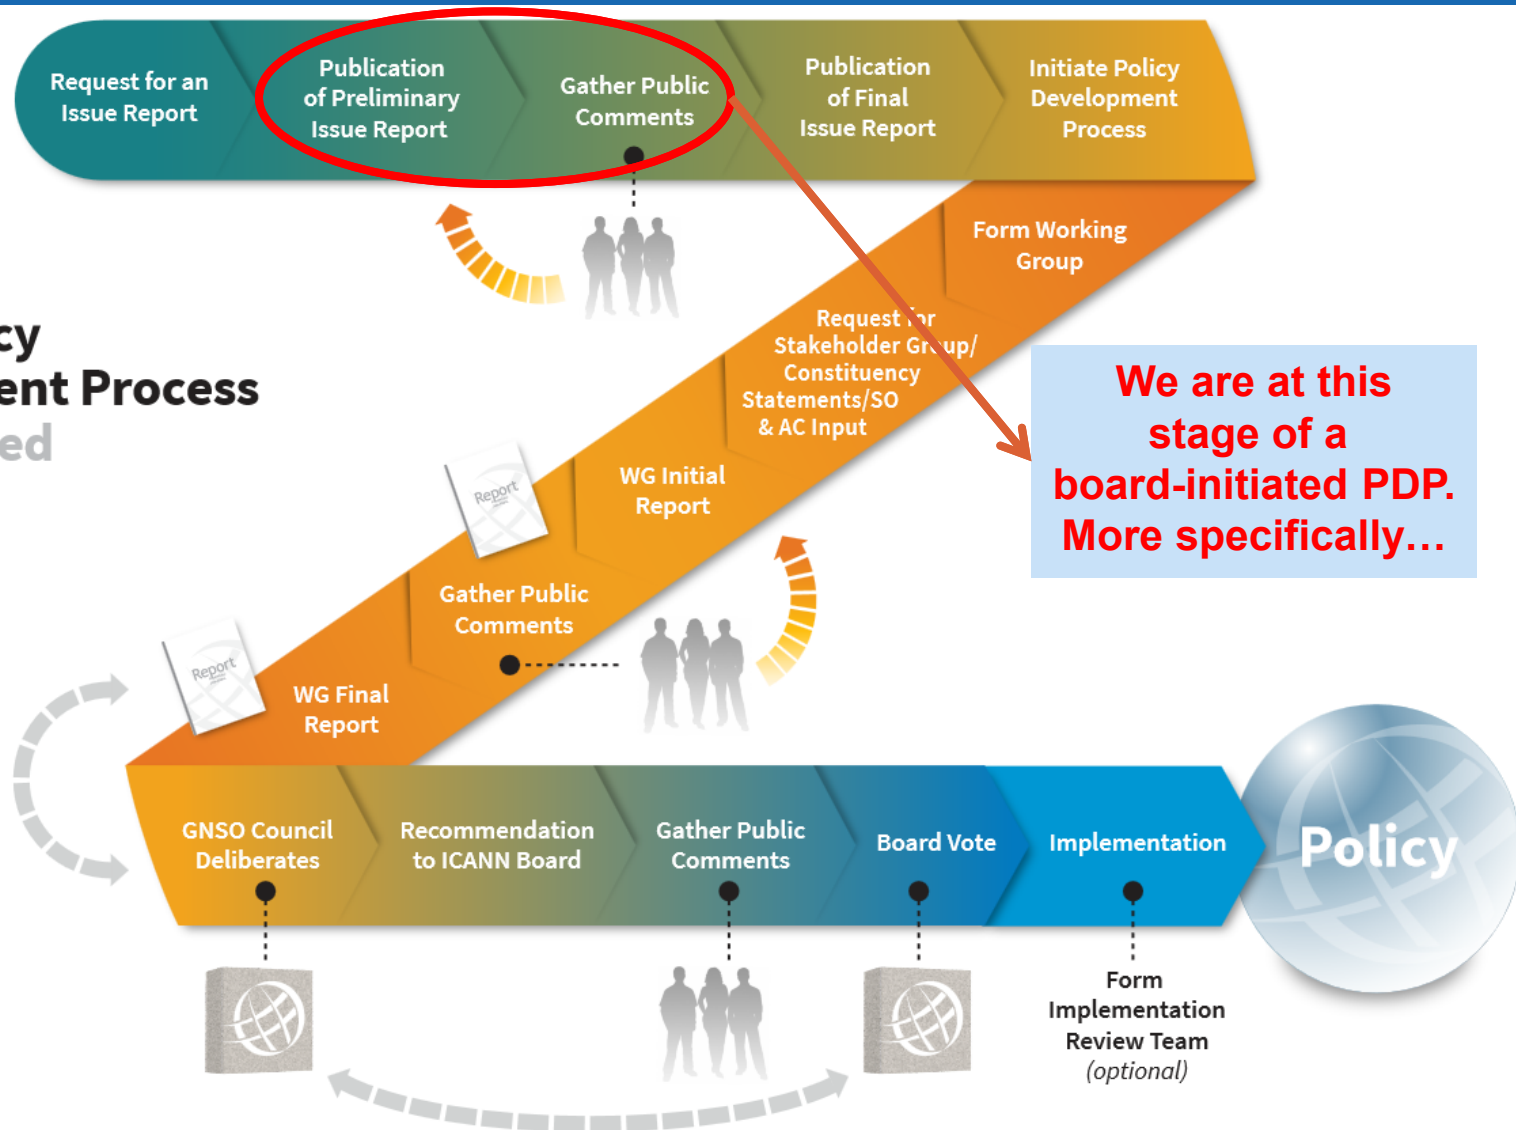 Request for an
Issue Report
Publication
of Preliminary
Issue Report
Gather Public
Comments
Publication
of Final
Issue Report
Initiate Policy
Development
Process
Form Working
Group
Request for
Stakeholder Group/
Constituency
Statements/SO
& AC Input
cy
ent Process
ed
We are at this
stage of a
board-initiated PDP.
More specifically…
WG Initial
Report
Report
Gather Public
Comments
Report
WG Final
Report
GNSO Council
Deliberates
Recommendation
to ICANN Board
Gather Public
Comments
Board Vote
Implementation
Policy
Form
Implementation
Review Team
(optional)